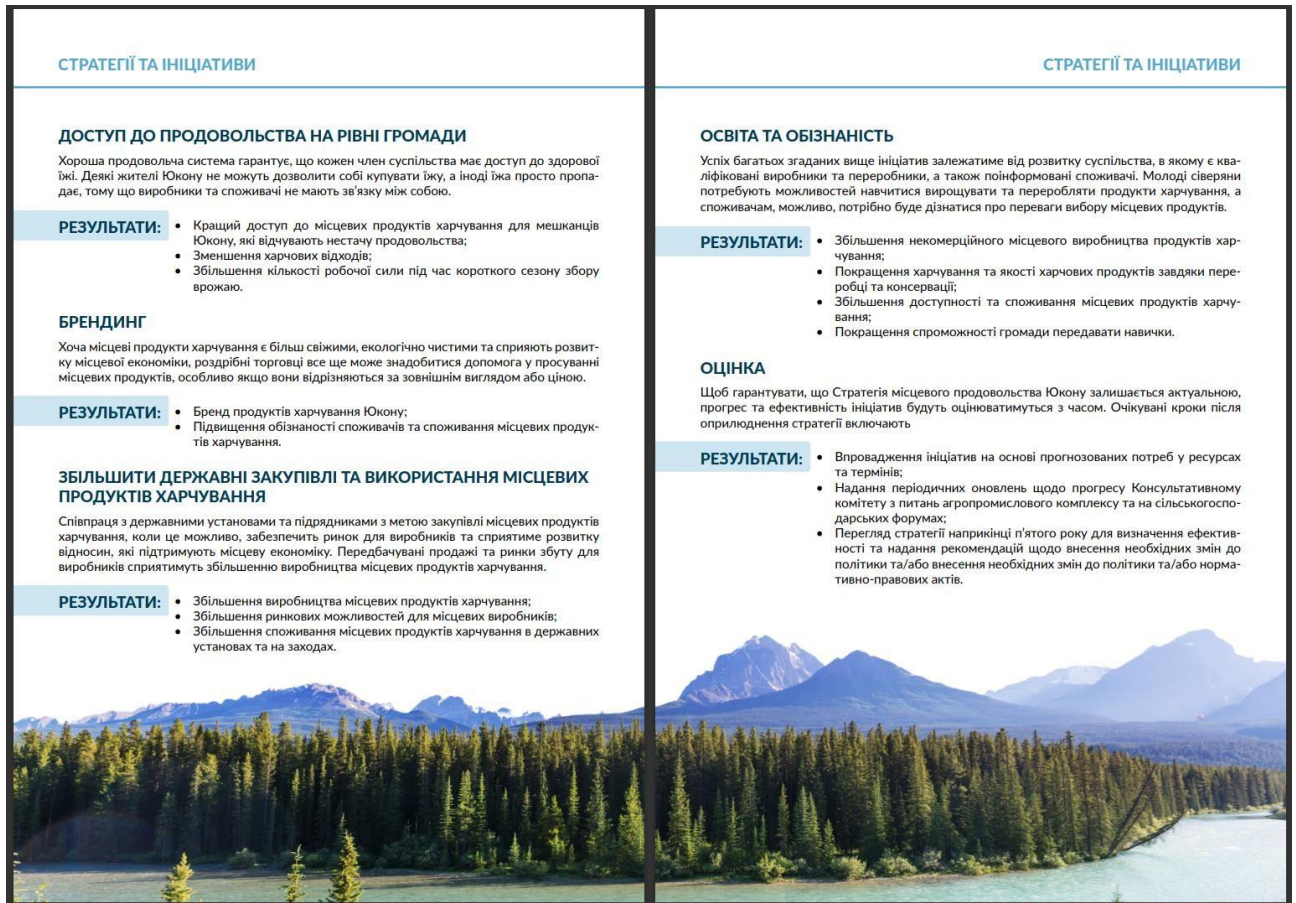 СТРАТЕГІЇ ТА ІНІЦІАТИВИ
ДОСТУП ДО ПРОДОВОЛЬСТВА НА РІВНІ ГРОМАДИ
Хороша продовольча система гарантує, що кожен член суспільства має доступ до здорової
їжі. Деякі жителі Юкону не можуть дозволити собі купувати їжу, а іноді їжа просто пропа-
дає, тому що виробники та споживачі не мають зв'язку між собою.
РЕЗУЛЬТАТИ:
• Кращий доступ до місцевих продуктів харчування для мешканців
Юкону, які відчувають нестачу продовольства;
• Зменшення харчових відходів;
• Збільшення кількості робочої сили під час короткого сезону збору
врожаю.
БРЕНДИНГ
Хоча місцеві продукти харчування є більш свіжими, екологічно чистими та сприяють розвит-
ку місцевої економіки, роздрібні торговці все ще може знадобитися допомога у просуванні
місцевих продуктів, особливо якщо вони відрізняються за зовнішнім виглядом або ціною.
РЕЗУЛЬТАТИ:
• Бренд продуктів харчування Юкону;
• Підвищення обізнаності споживачів та споживання місцевих продук-
тів харчування.
ЗБІЛЬШИТИ ДЕРЖАВНІ ЗАКУПІВЛІ ТА ВИКОРИСТАННЯ МІСЦЕВИХ
ПРОДУКТІВ ХАРЧУВАННЯ
Співпраця з державними установами та підрядниками з метою закупівлі місцевих продуктів
харчування, коли це можливо, забезпечить ринок для виробників та сприятиме розвитку
відносин, які підтримують місцеву економіку. Передбачувані продажі та ринки збуту для
виробників сприятимуть збільшенню виробництва місцевих продуктів харчування.
РЕЗУЛЬТАТИ:
• Збільшення виробництва місцевих продуктів харчування;
• Збільшення ринкових можливостей для місцевих виробників;
• Збільшення споживання місцевих продуктів харчування в державних
установах та на заходах.
СТРАТЕГІЇ ТА ІНІЦІАТИВИ
ОСВІТА ТА ОБІЗНАНІСТЬ
Успіх багатьох згаданих вище ініціатив залежатиме від розвитку суспільства, в якому є ква-
ліфіковані виробники та переробники, а також поінформовані споживачі. Молоді сіверяни
потребують можливостей навчитися вирощувати та переробляти продукти харчування, а
споживачам, можливо, потрібно буде дізнатися про переваги вибору місцевих продуктів.
РЕЗУЛЬТАТИ:
• Збільшення некомерційного місцевого виробництва продуктів хар-
чування;
• Покращення харчування та якості харчових продуктів завдяки пере-
робці та консервації;
• Збільшення доступності та споживання місцевих продуктів харчу-
вання;
• Покращення спроможності громади передавати навички.
ОЦІНКА
Щоб гарантувати, що Стратегія місцевого продовольства Юкону залишається актуальною,
прогрес та ефективність ініціатив будуть оцінюватимуться з часом. Очікувані кроки після
оприлюднення стратегії включають
РЕЗУЛЬТАТИ:
• Впровадження ініціатив на основі прогнозованих потреб у ресурсах
та термінів;
• Надання періодичних оновлень щодо прогресу Консультативному
комітету з питань агропромислового комплексу та на сільськогоспо-
дарських форумах;
• Перегляд стратегії наприкінці п'ятого року для визначення ефектив-
ності та надання рекомендацій щодо внесення необхідних змін до
політики та/або внесення необхідних змін до політики та/або норма-
тивно-правових актів.